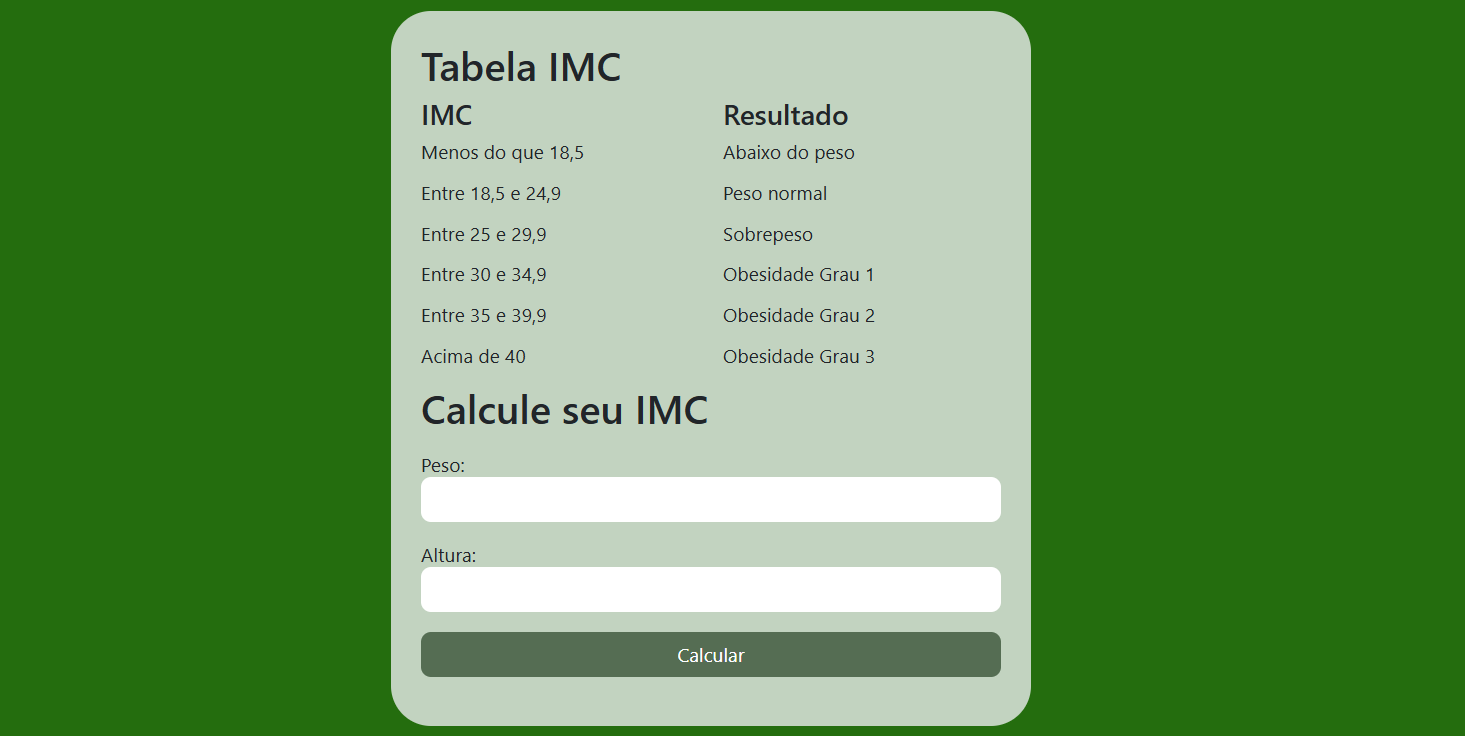 Tabela IMC
IMC Resultado
Menos do que 18,5 Abaixo do peso
Entre 18,5 e 24,9 Peso normal
Entre 25 e 29,9 Sobrepeso
Entre 30 e 34,9 Obesidade Grau 1
Entre 35 e 39,9 Obesidade Grau 2
Acima de 40 Obesidade Grau 3
Calcule seu IMC
Peso:
Altura:
Calcular